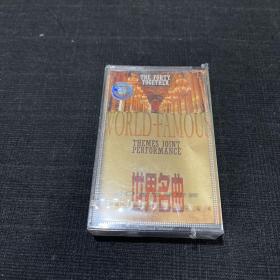 THE FORTY
TOGETHER
WORLD-FAMOUS
THEMES JOINT
PERFORMANCE
世界名曲